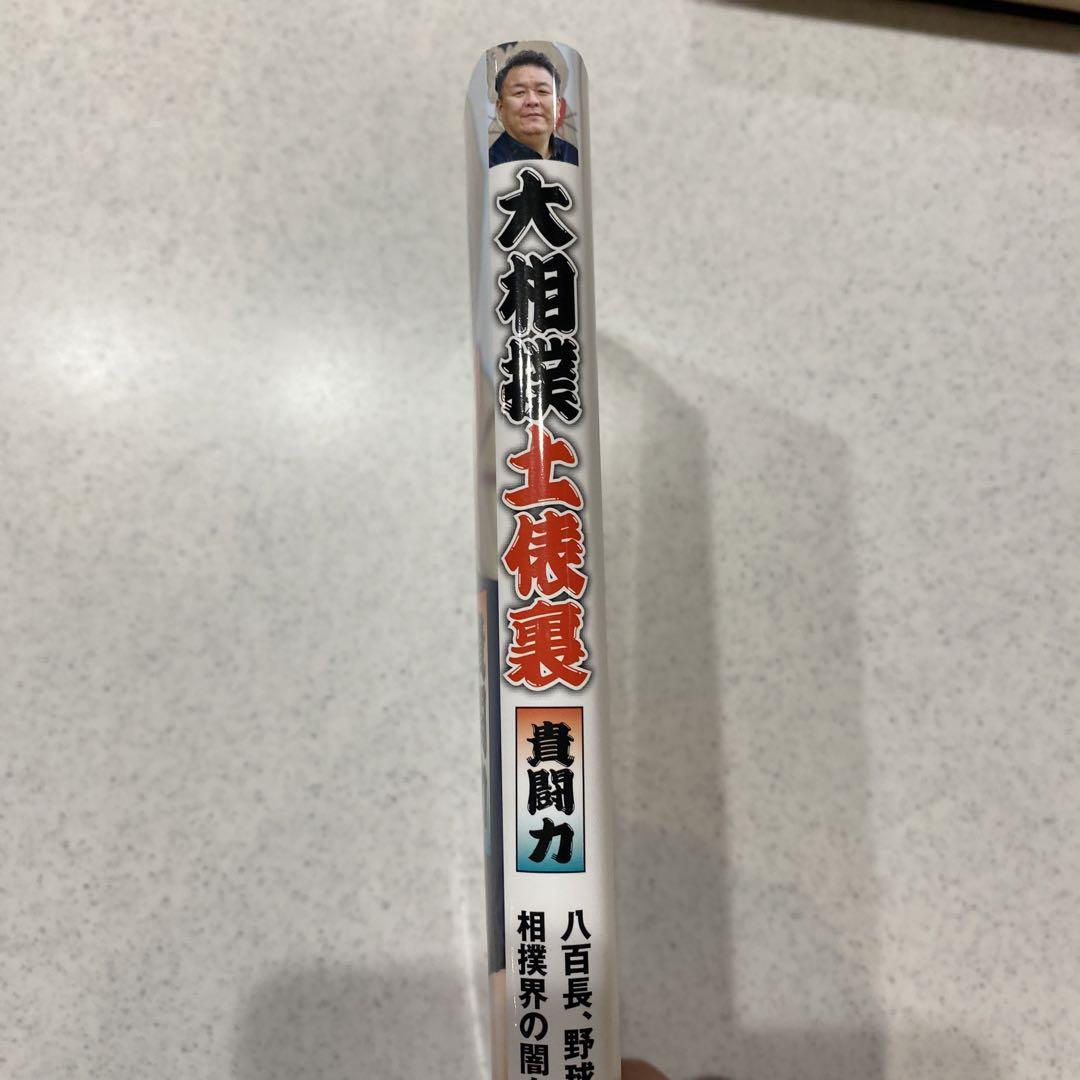 大相撲土俵裏
貴闘力
八百長、野球
相撲界の闇